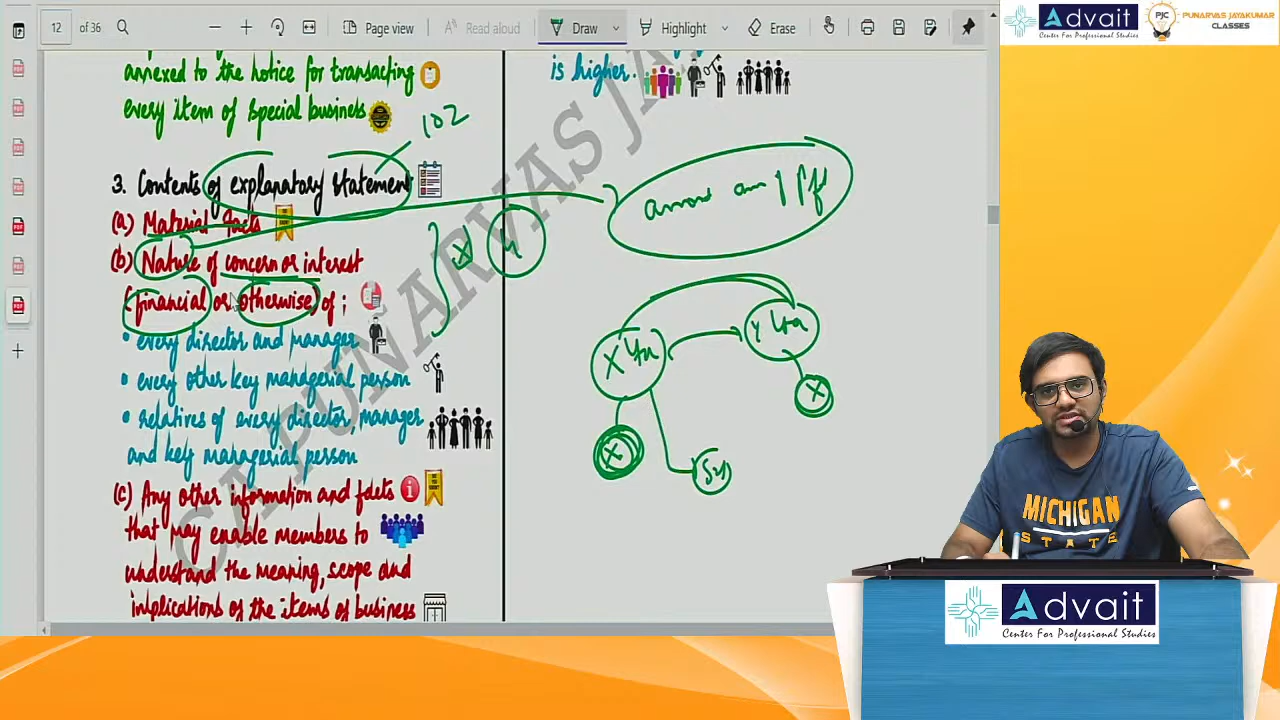 12 of 36
Page view
Read aloud
Draw
Highlight
Erase
Advait
Center For Professional Studies
PJC
PUNARVAS JAYAKUMAR
CLASSES
annexed to the notice for transacting
every item of special business
is higher.
102
3. Contents of explanatory statement
(a) Material Facts
(b) Nature of concern or interest
(financial or otherwise) of;
• every director and manager
• every other key managerial person
• relatives of every director, manager
and key managerial person
(c) Any other information and facts
that may enable members to
understand the meaning, scope and
implications of the items of business
X
Y
X
X
CA PUNARVAS JA
MICHIGAN
STATE
Advait
Center For Professional Studies